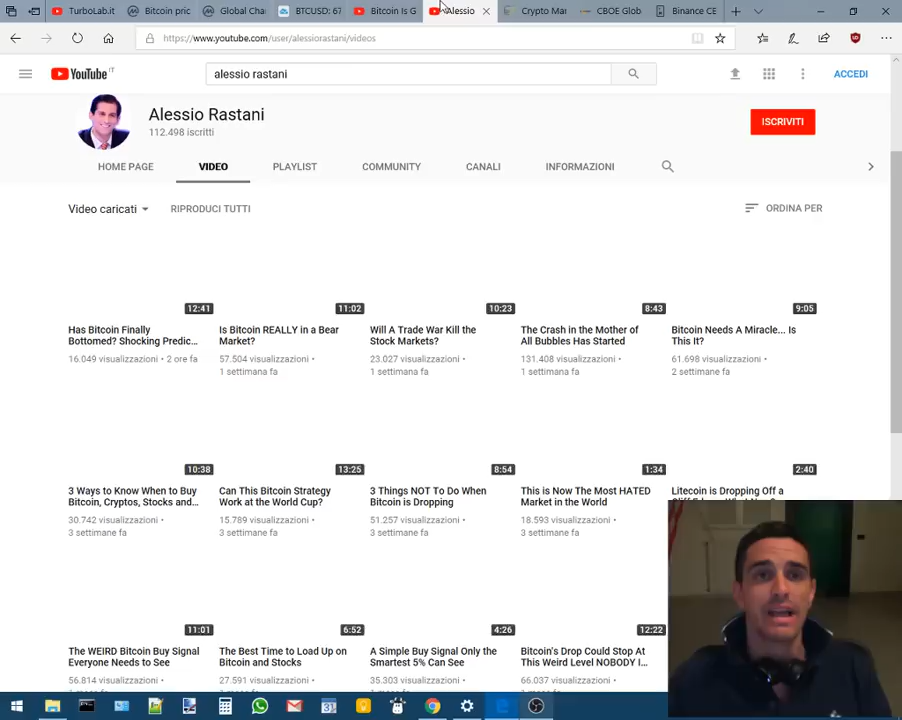 TurboLab.it
Bitcoin pric
Global Cha
BTCUSD: 67
Bitcoin Is G
Alessio
Crypto Mar
CBOE Glob
Binance CE
https://www.youtube.com/user/alessiorastani/videos
YouTube IT
alessio rastani
ACCEDI
Alessio Rastani
112.498 iscritti
ISCRIVITI
HOME PAGE
VIDEO
PLAYLIST
COMMUNITY
CANALI
INFORMAZIONI
Video caricati
RIPRODUCI TUTTI
ORDINA PER
12:41
11:02
10:23
8:43
9:05
Has Bitcoin Finally
Bottomed? Shocking Predic...
16.049 visualizzazioni • 2 ore fa
Is Bitcoin REALLY in a Bear
Market?
57.504 visualizzazioni •
1 settimana fa
Will A Trade War Kill the
Stock Markets?
23.027 visualizzazioni •
1 settimana fa
The Crash in the Mother of
All Bubbles Has Started
131.408 visualizzazioni •
1 settimana fa
Bitcoin Needs A Miracle... Is
This It?
61.698 visualizzazioni •
2 settimane fa
10:38
13:25
8:54
1:34
2:40
3 Ways to Know When to Buy
Bitcoin, Cryptos, Stocks and...
30.742 visualizzazioni •
3 settimane fa
Can This Bitcoin Strategy
Work at the World Cup?
15.789 visualizzazioni •
3 settimane fa
3 Things NOT To Do When
Bitcoin is Dropping
51.257 visualizzazioni •
3 settimane fa
This is Now The Most HATED
Market in the World
18.593 visualizzazioni •
3 settimane fa
Litecoin is Dropping Off a
11:01
6:52
4:26
12:22
The WEIRD Bitcoin Buy Signal
Everyone Needs to See
56.814 visualizzazioni •
The Best Time to Load Up on
Bitcoin and Stocks
27.591 visualizzazioni •
A Simple Buy Signal Only the
Smartest 5% Can See
35.303 visualizzazioni •
Bitcoin's Drop Could Stop At
This Weird Level NOBODY I...
66.037 visualizzazioni •